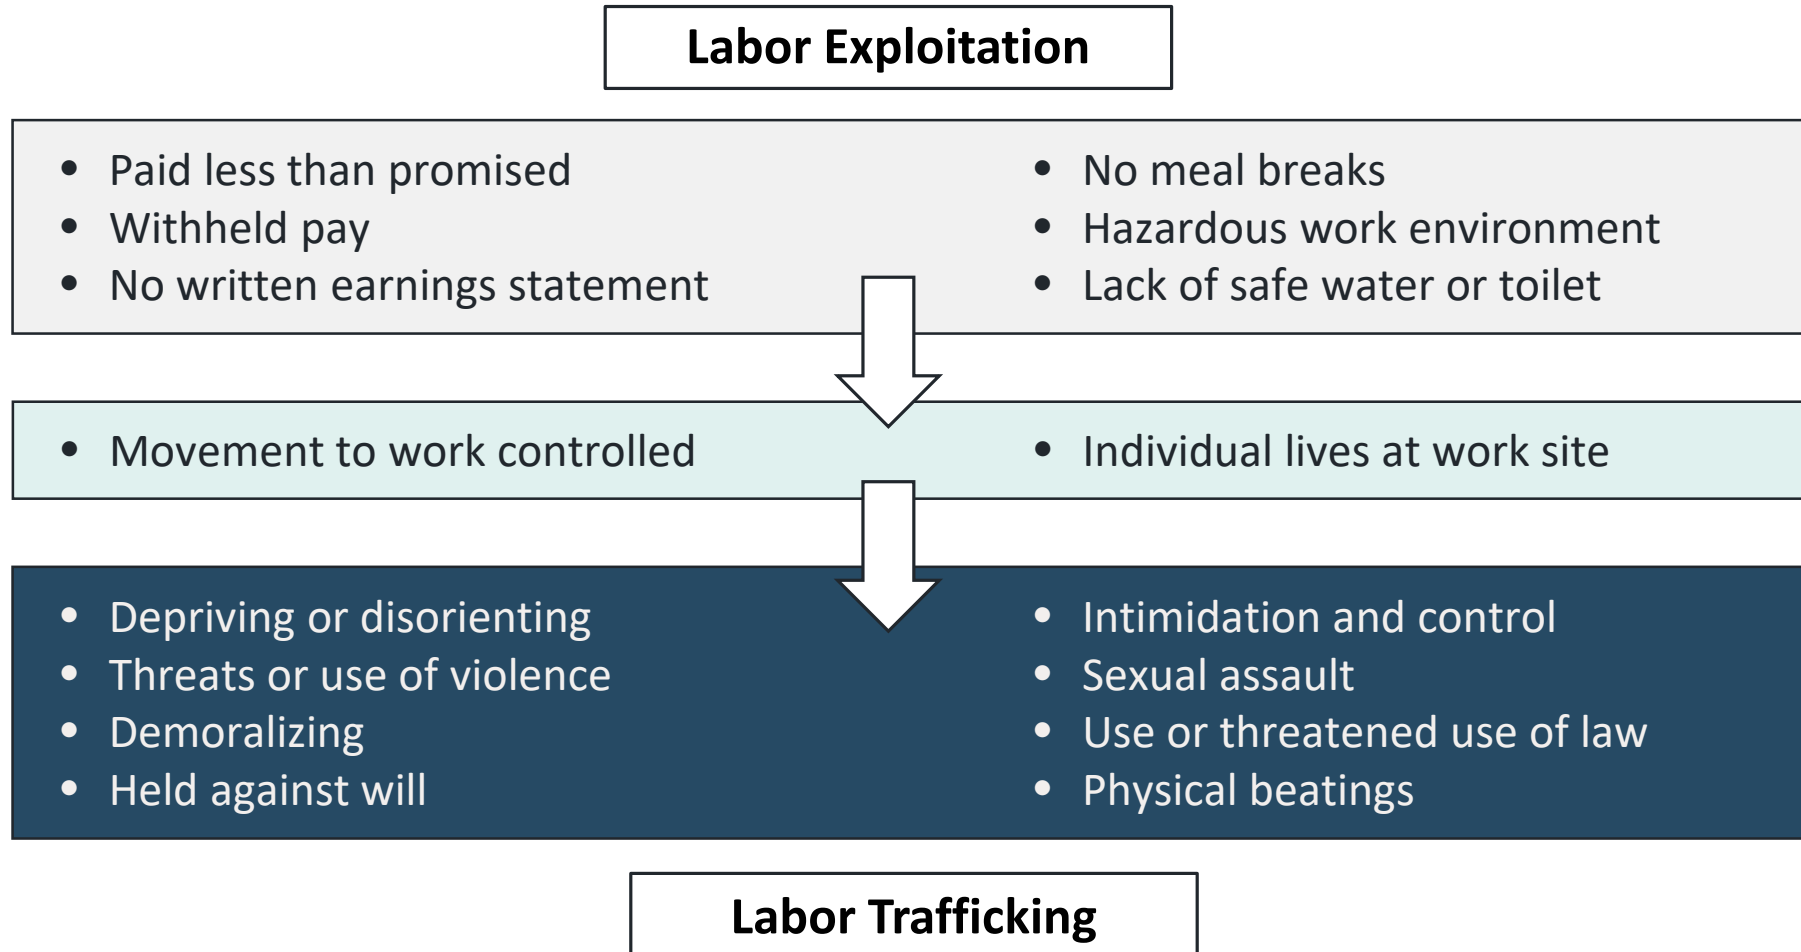 Labor Exploitation
• Paid less than promised
• Withheld pay
• No written earnings statement
• No meal breaks
• Hazardous work environment
• Lack of safe water or toilet
• Movement to work controlled
• Individual lives at work site
• Depriving or disorienting
• Threats or use of violence
• Demoralizing
• Held against will
• Intimidation and control
• Sexual assault
• Use or threatened use of law
• Physical beatings
Labor Trafficking